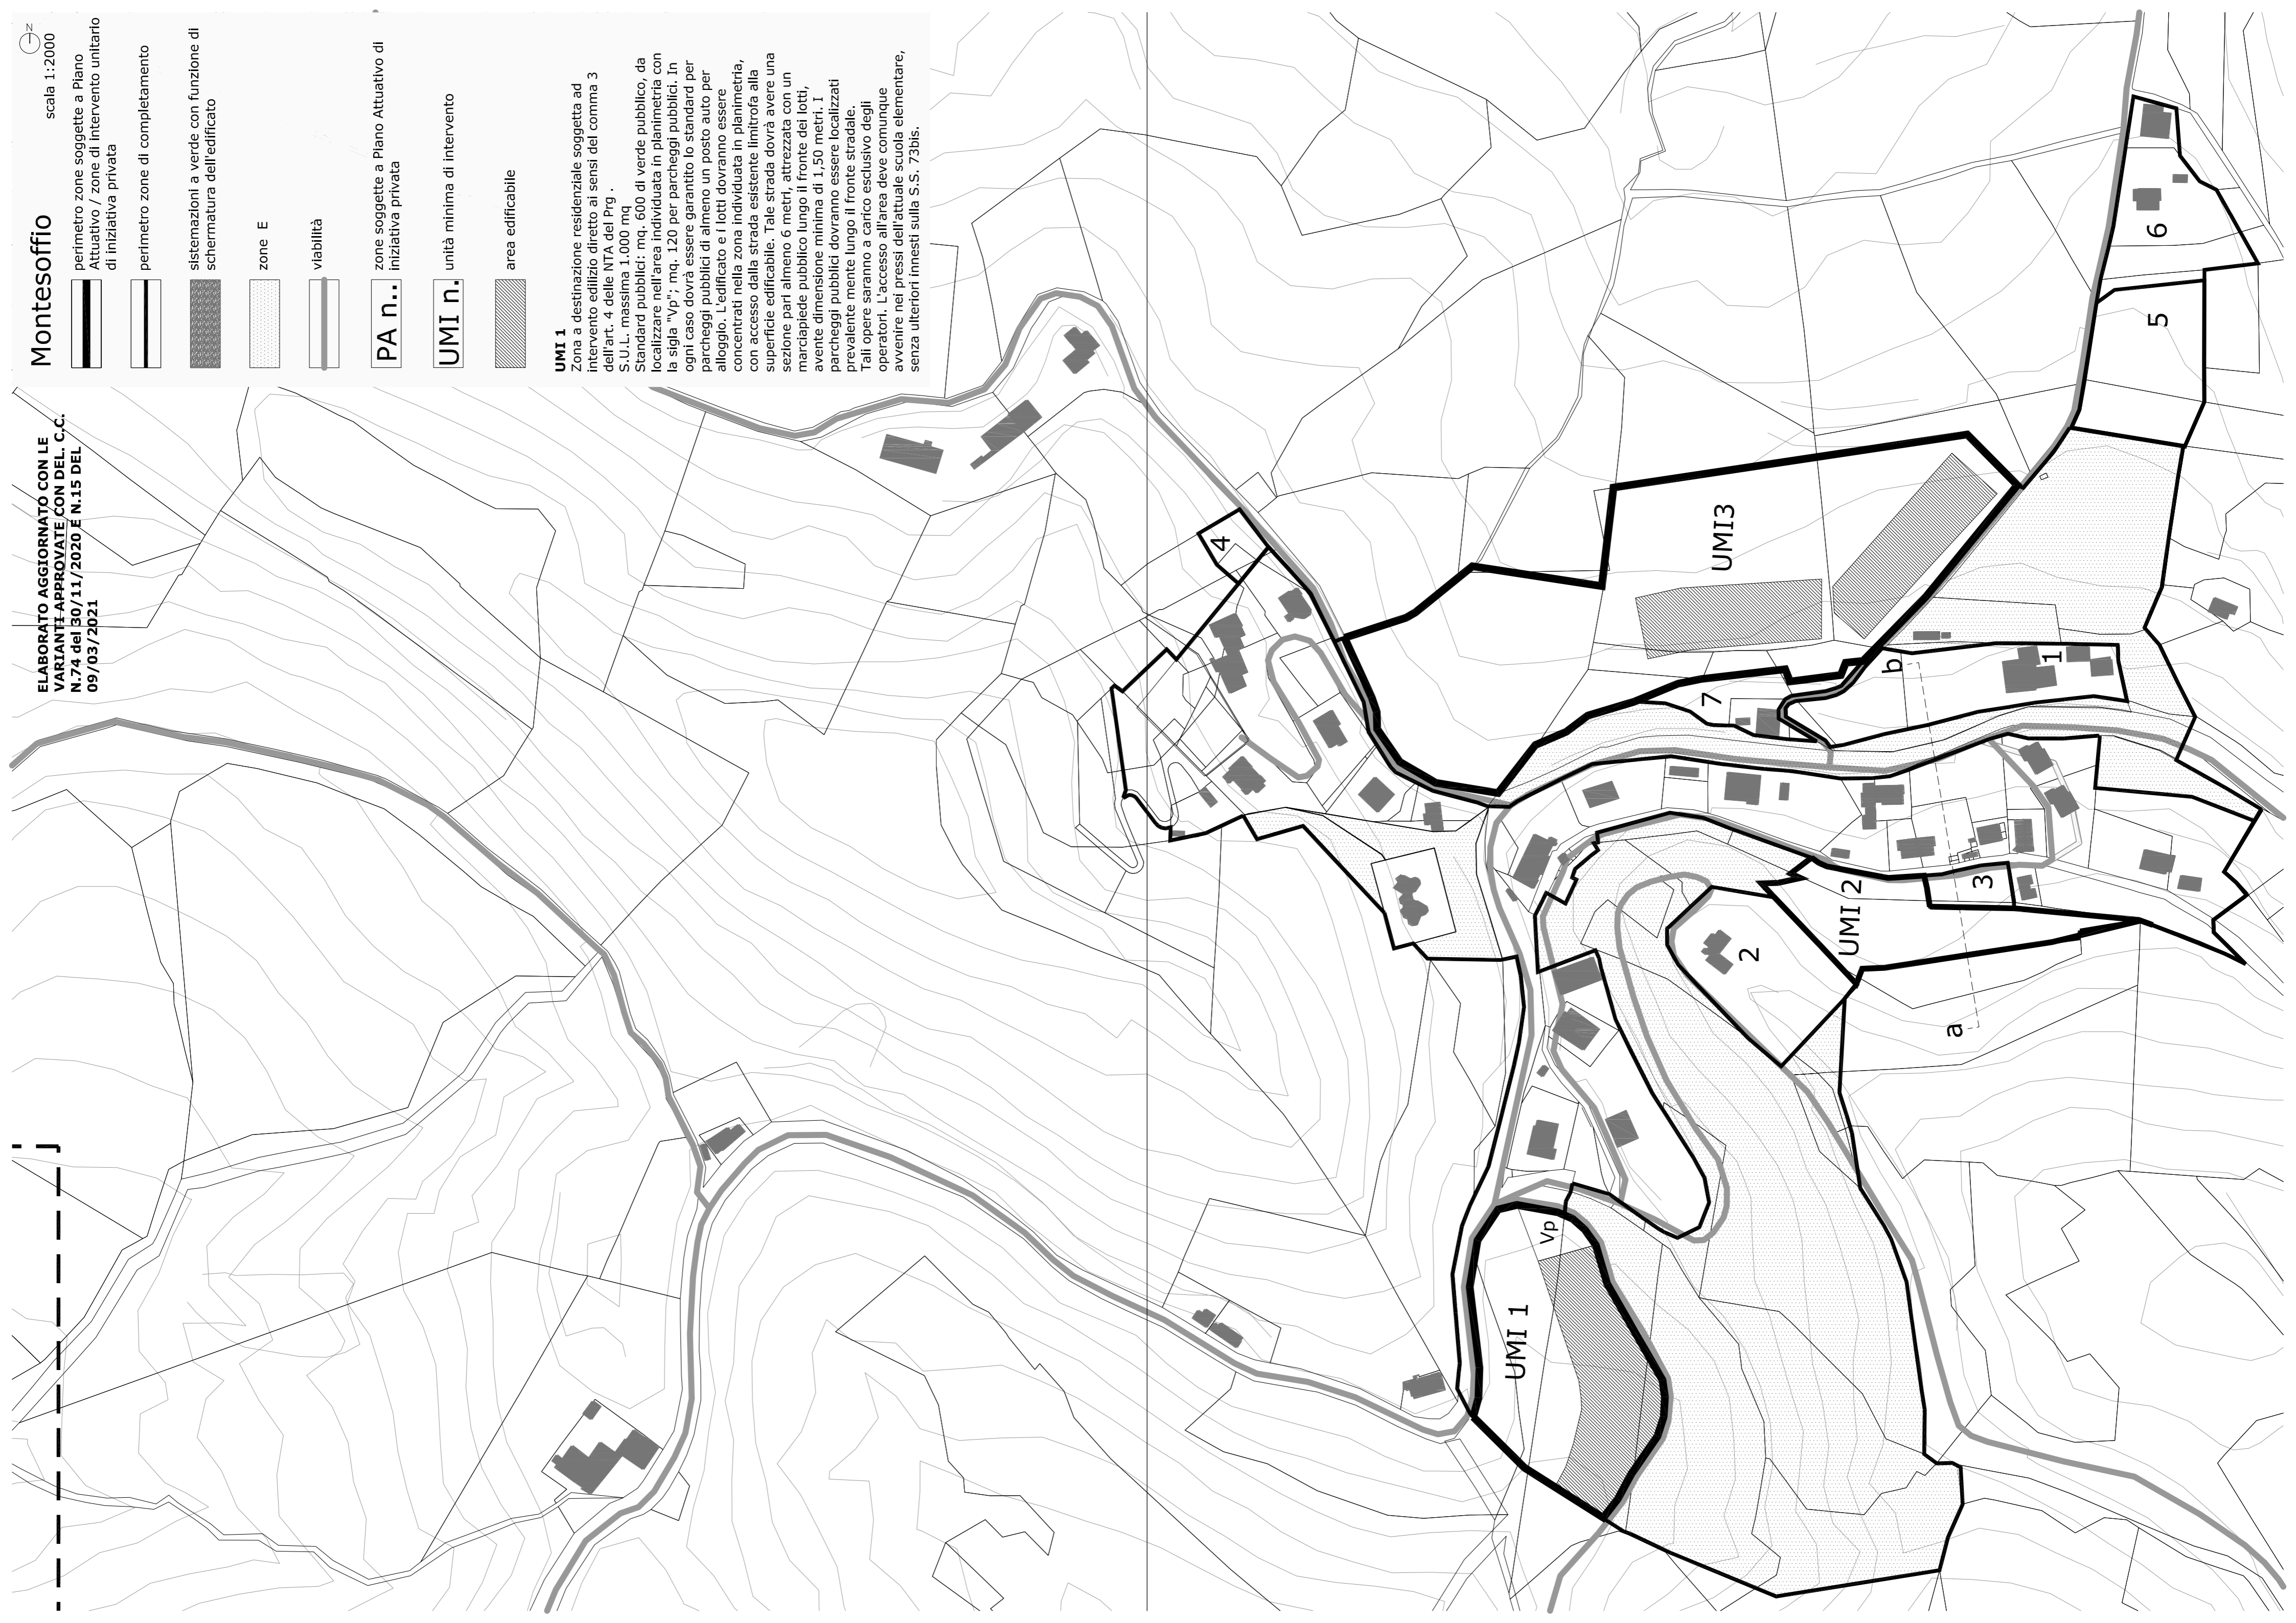 Montesoffio
N
scala 1:2000
perimetro zone soggette a Piano
Attuativo / zone di intervento unitario
di iniziativa privata
perimetro zone di completamento
sistemazioni a verde con funzione di
schermatura dell'edificato
zone E
viabilità
PA n..
zone soggette a Piano Attuativo di
iniziativa privata
UMI n.
unità minima di intervento
area edificabile
UMI 1
Zona a destinazione residenziale soggetta ad
intervento edilizio diretto ai sensi del comma 3
dell'art. 4 delle NTA del Prg .
S.U.L. massima 1.000 mq
Standard pubblici: mq. 600 di verde pubblico, da
localizzare nell'area individuata in planimetria con
la sigla "Vp"; mq. 120 per parcheggi pubblici. In
ogni caso dovrà essere garantito lo standard per
parcheggi pubblici di almeno un posto auto per
alloggio. L'edificato e i lotti dovranno essere
concentrati nella zona individuata in planimetria,
con accesso dalla strada esistente limitrofa alla
superficie edificabile. Tale strada dovrà avere una
sezione pari almeno 6 metri, attrezzata con un
marciapiede pubblico lungo il fronte dei lotti,
avente dimensione minima di 1,50 metri. I
parcheggi pubblici dovranno essere localizzati
prevalente mente lungo il fronte stradale.
Tali opere saranno a carico esclusivo degli
operatori. L'accesso all'area deve comunque
avvenire nei pressi dell'attuale scuola elementare,
senza ulteriori innesti sulla S.S. 73bis.
ELABORATO AGGIORNATO CON LE
VARIANTI APPROVATE CON DEL. C.C.
N.74 del 30/11/2020 E N.15 DEL
09/03/2021
4
UMI3
6
5
7
b
1
3
UMI 2
2
a
Vp
UMI 1